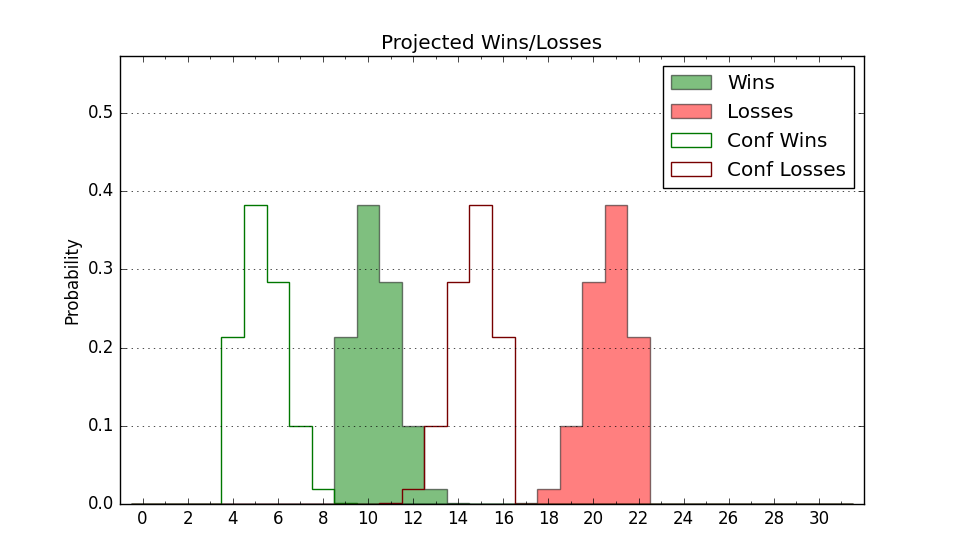 Projected Wins/Losses
Wins
Losses
Conf Wins
Conf Losses
Probability
0.5
0.4
0.3
0.2
0.1
0.0
0 2 4 6 8 10 12 14 16 18 20 22 24 26 28 30